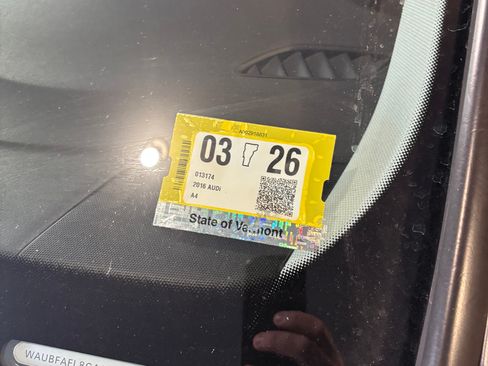 03 26
013174
2016 AUDI
A4
State of Vermont